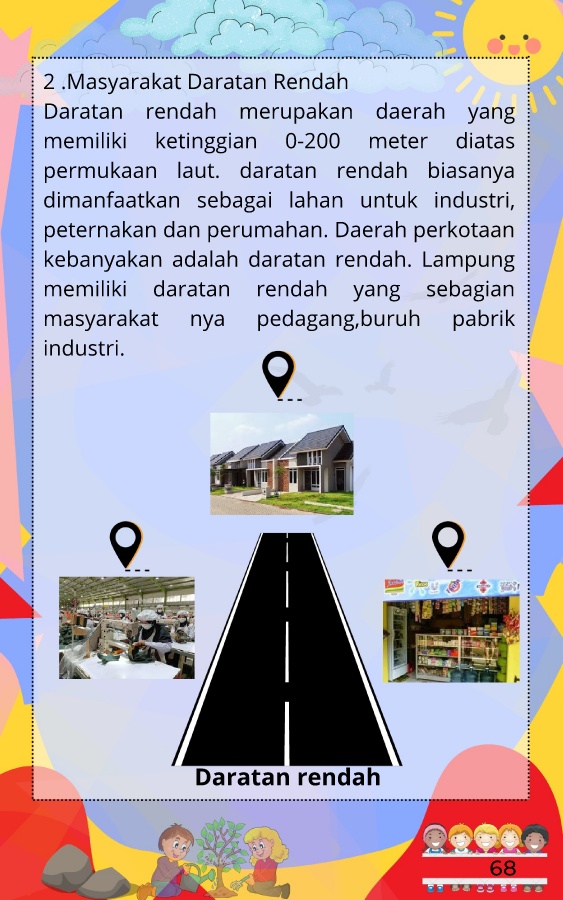 2 .Masyarakat Daratan Rendah
Daratan rendah merupakan daerah yang
memiliki ketinggian 0-200 meter diatas
permukaan laut. daratan rendah biasanya
dimanfaatkan sebagai lahan untuk industri,
peternakan dan perumahan. Daerah perkotaan
kebanyakan adalah daratan rendah. Lampung
memiliki daratan rendah yang sebagian
masyarakat nya pedagang,buruh pabrik
industri.
Daratan rendah
68